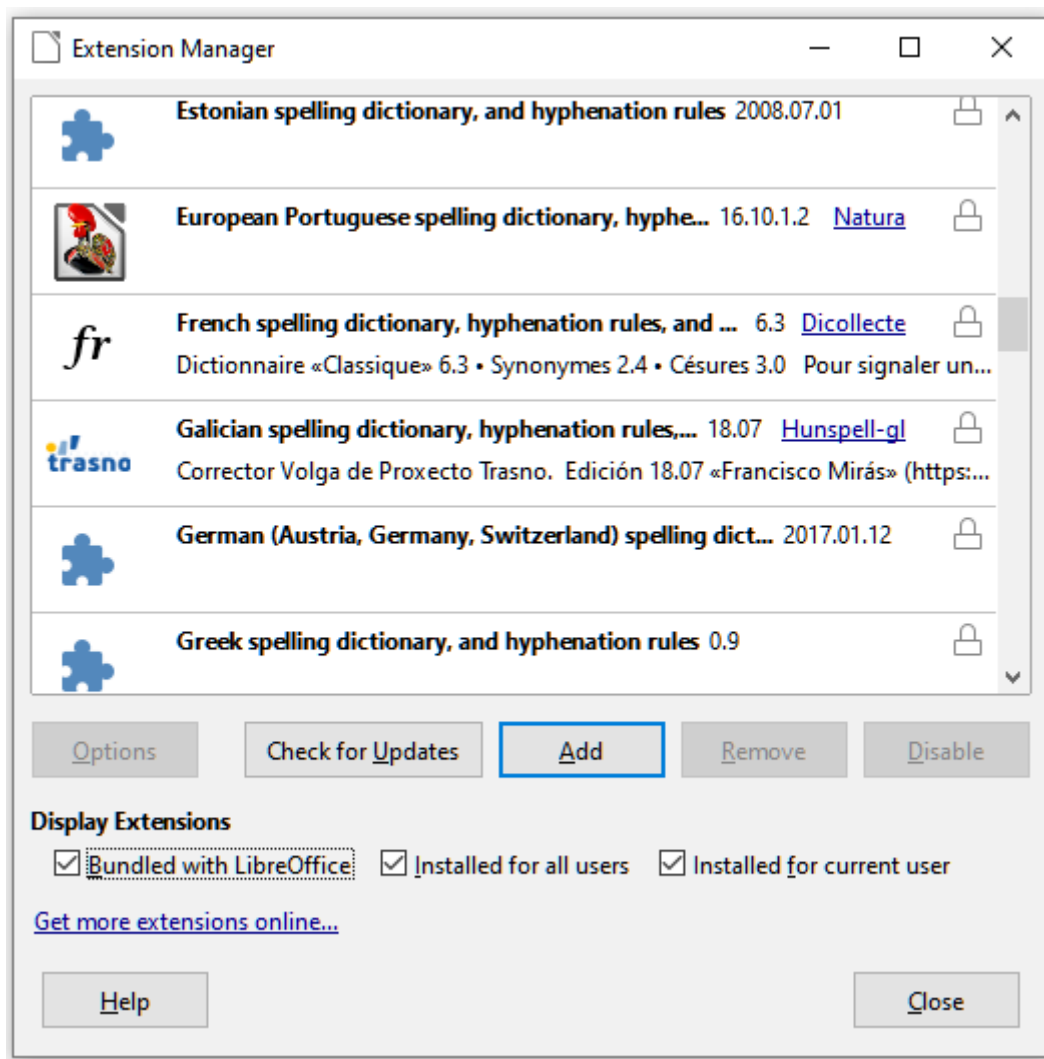 Extension Manager
Estonian spelling dictionary, and hyphenation rules 2008.07.01
European Portuguese spelling dictionary, hyphe... 16.10.1.2 Natura
fr
French spelling dictionary, hyphenation rules, and ... 6.3 Dicollecte
Dictionnaire «Classique» 6.3 • Synonymes 2.4 • Césures 3.0 Pour signaler un...
trasno
Galician spelling dictionary, hyphenation rules,... 18.07 Hunspell-gl
Corrector Volga de Proxecto Trasno. Edición 18.07 «Francisco Mirás» (https:...
German (Austria, Germany, Switzerland) spelling dict... 2017.01.12
Greek spelling dictionary, and hyphenation rules 0.9
Options Check for Updates Add Remove Disable
Display Extensions
Bundled with LibreOffice Installed for all users Installed for current user
Get more extensions online...
Help Close